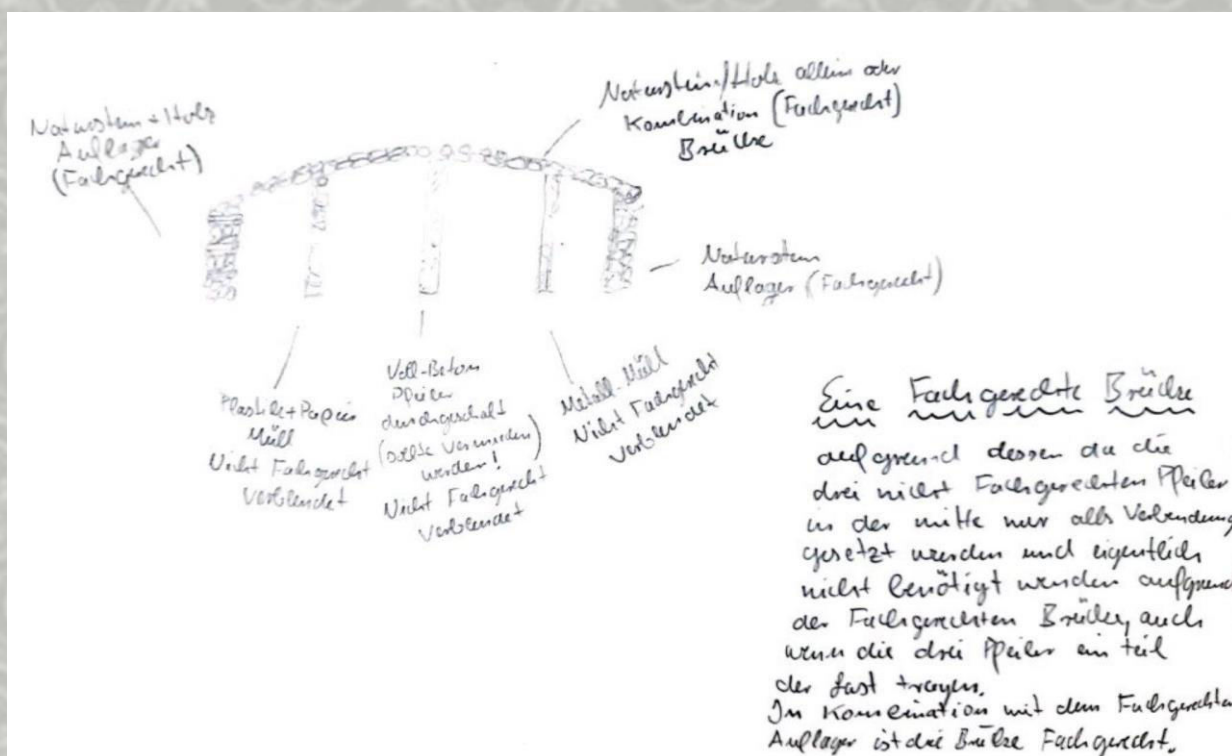 Naturstein + Holz
Auflager
(Fachgerecht)
Naturstein/Holz allein oder
Kombination (Fachgerecht)
Brücke
Naturstein
Auflager (Fachgerecht)
Plastik + Papier
Müll
Nicht Fachgerecht
Verblendet
Voll-Beton
Pfeiler
durchgeschalt
(sollte vermieden
werden!)
Nicht Fachgerecht
verblendet
Metall-Müll
Nicht Fachgerecht
verblendet
Eine Fachgerechte Brücke
aufgrund dessen da die
drei nicht Fachgerechten Pfeiler
in der mitte nur als Verbendung
gesetzt werden und eigentlich
nicht benötigt werden aufgrund
der Fachgerechten Brücke, auch
wenn die drei Pfeiler ein teil
der Last tragen.
In Kombination mit dem Fachgerechten
Auflager ist die Brücke Fachgerecht.